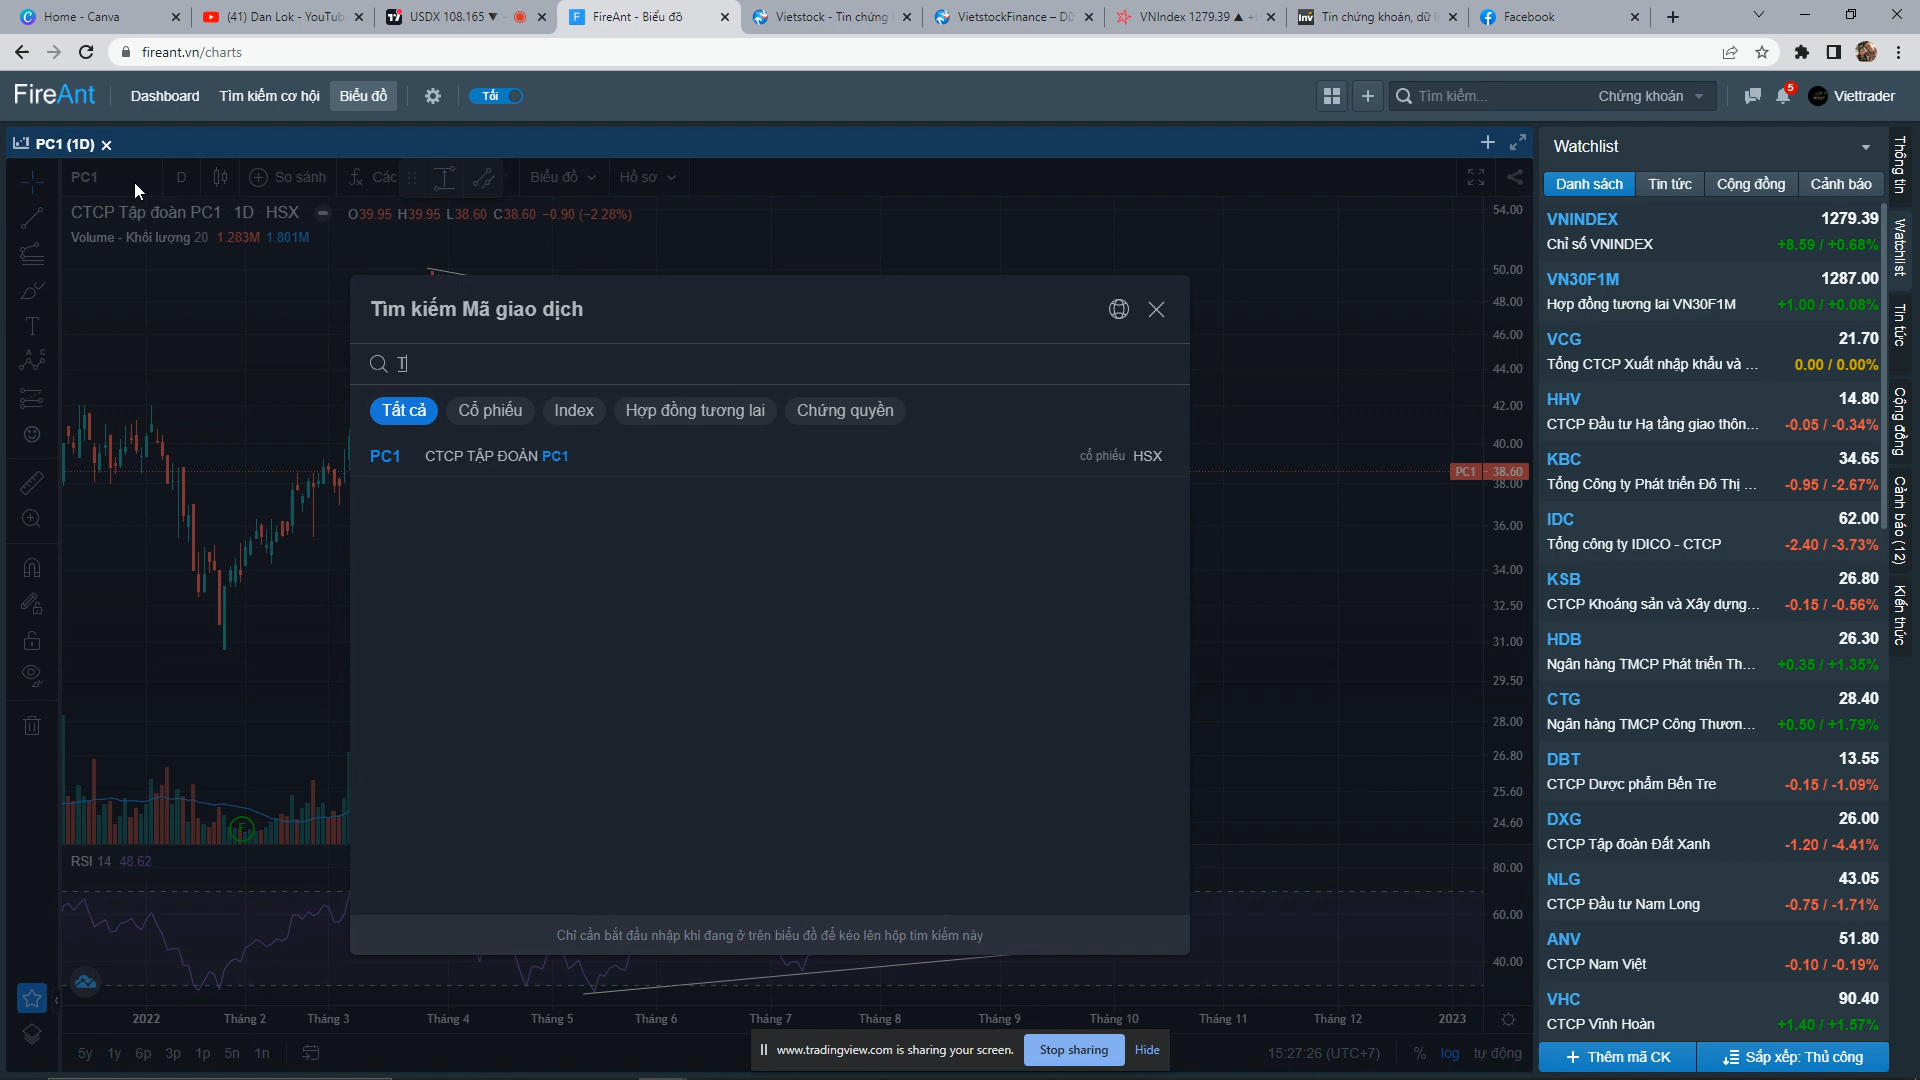 Home - Canva
(41) Dan Lok - YouTub
USDX 108.165 ▼
FireAnt - Biểu đồ
Vietstock - Tin chứng
VietstockFinance – Dữ
VNIndex 1279.39 ▲
Tin chứng khoán, dữ li
Facebook
fireant.vn/charts
FireAnt
Dashboard
Tìm kiếm cơ hội
Biểu đồ
Tối
Tìm kiếm...
Chứng khoán
5
Viettrader
PC1 (1D)
PC1
D
So sánh
Các
Biểu đồ
Hồ sơ
CTCP Tập đoàn PC1 1D HSX
O39.95 H39.95 L38.60 C38.60 -0.90 (-2.28%)
Volume - Khối lượng 20 1.283M 1.801M
Tìm kiếm Mã giao dịch
T
Tất cả
Cổ phiếu
Index
Hợp đồng tương lai
Chứng quyền
PC1 CTCP TẬP ĐOÀN PC1 cổ phiếu HSX
Chỉ cần bắt đầu nhập khi đang ở trên biểu đồ để kéo lên hộp tìm kiếm này
54.00
50.00
48.00
46.00
44.00
42.00
40.00
PC1 38.60
38.00
36.00
34.00
32.50
31.00
29.50
28.00
26.80
25.60
24.60
E
RSI 14 48.62
80.00
60.00
40.00
2022 Tháng 2 Tháng 3 Tháng 4 Tháng 5 Tháng 6 Tháng 7 Tháng 8 Tháng 9 Tháng 10 Tháng 11 Tháng 12 2023
5y 1y 6p 3p 1p 5n 1n
www.tradingview.com is sharing your screen.
Stop sharing
Hide
15:27:26 (UTC+7)
% log tự động
Watchlist
Danh sách
Tin tức
Cộng đồng
Cảnh báo
VNINDEX 1279.39
Chỉ số VNINDEX +8.59 / +0.68%
VN30F1M 1287.00
Hợp đồng tương lai VN30F1M +1.00 / +0.08%
VCG 21.70
Tổng CTCP Xuất nhập khẩu và ... 0.00 / 0.00%
HHV 14.80
CTCP Đầu tư Hạ tầng giao thôn... -0.05 / -0.34%
KBC 34.65
Tổng Công ty Phát triển Đô Thị ... -0.95 / -2.67%
IDC 62.00
Tổng công ty IDICO - CTCP -2.40 / -3.73%
KSB 26.80
CTCP Khoáng sản và Xây dựng... -0.15 / -0.56%
HDB 26.30
Ngân hàng TMCP Phát triển Th... +0.35 / +1.35%
CTG 28.40
Ngân hàng TMCP Công Thươn... +0.50 / +1.79%
DBT 13.55
CTCP Dược phẩm Bến Tre -0.15 / -1.09%
DXG 26.00
CTCP Tập đoàn Đất Xanh -1.20 / -4.41%
NLG 43.05
CTCP Đầu tư Nam Long -0.75 / -1.71%
ANV 51.80
CTCP Nam Việt -0.10 / -0.19%
VHC 90.40
CTCP Vĩnh Hoàn +1.40 / +1.57%
+ Thêm mã CK
Sắp xếp: Thủ công
Thông tin
Watchlist
Tin tức
Cộng đồng
Cảnh báo (12)
Kiến thức